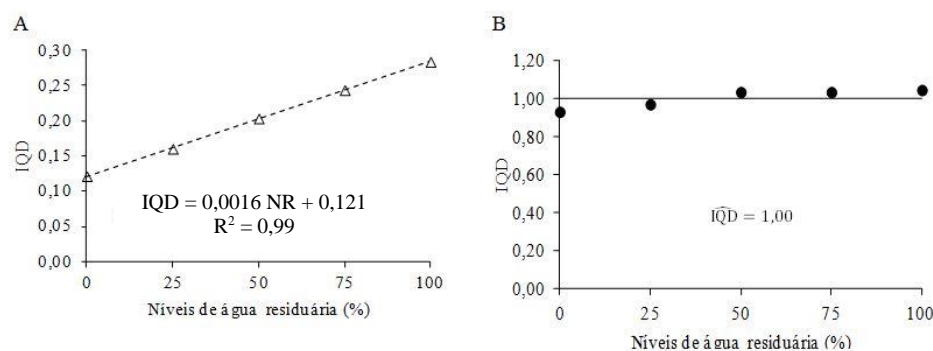 A
0,30
0,25
0,20
0,15
0,10
0,05
0,00
IQD
IQD = 0,0016 NR + 0,121
R² = 0,99
0 25 50 75 100
Níveis de água residuária (%)
B
1,20
1,00
0,80
0,60
0,40
0,20
0,00
IQD
IQD = 1,00
0 25 50 75 100
Níveis de água residuária (%)